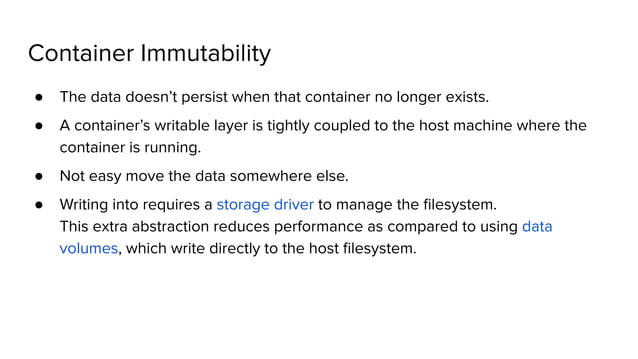 Container Immutability
● The data doesn’t persist when that container no longer exists.
● A container’s writable layer is tightly coupled to the host machine where the
container is running.
● Not easy move the data somewhere else.
● Writing into requires a storage driver to manage the filesystem.
This extra abstraction reduces performance as compared to using data
volumes, which write directly to the host filesystem.